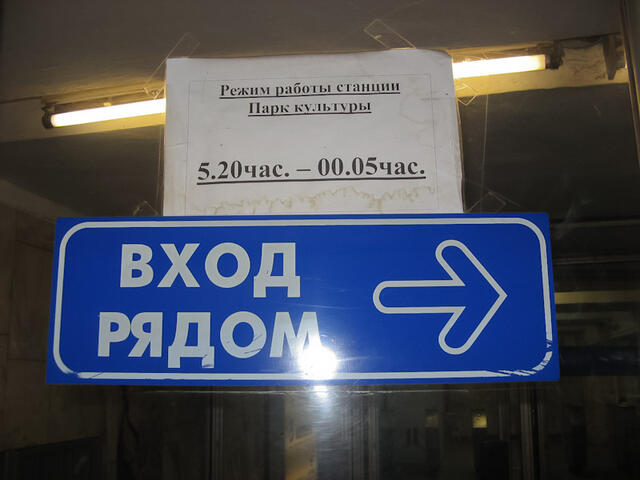 Режим работы станции
Парк культуры
5.20час. – 00.05час.
ВХОД
РЯДОМ